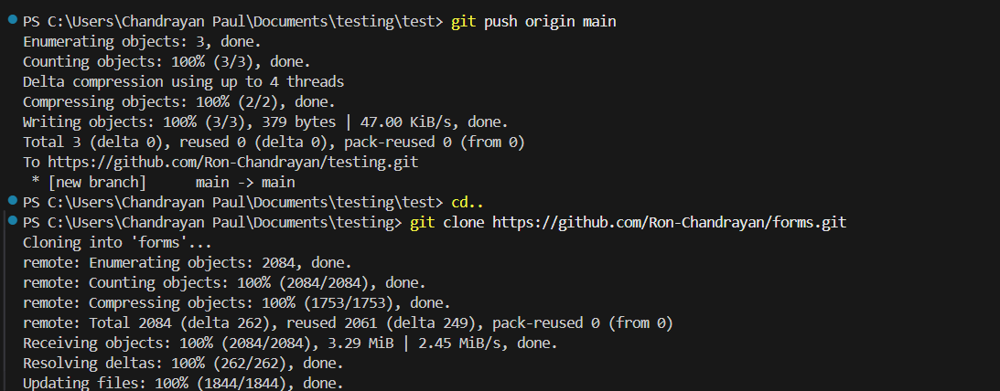 PS C:\Users\Chandrayan Paul\Documents\testing\test> git push origin main
Enumerating objects: 3, done.
Counting objects: 100% (3/3), done.
Delta compression using up to 4 threads
Compressing objects: 100% (2/2), done.
Writing objects: 100% (3/3), 379 bytes | 47.00 KiB/s, done.
Total 3 (delta 0), reused 0 (delta 0), pack-reused 0 (from 0)
To https://github.com/Ron-Chandrayan/testing.git
 * [new branch]      main -> main
PS C:\Users\Chandrayan Paul\Documents\testing\test> cd..
PS C:\Users\Chandrayan Paul\Documents\testing> git clone https://github.com/Ron-Chandrayan/forms.git
Cloning into 'forms'...
remote: Enumerating objects: 2084, done.
remote: Counting objects: 100% (2084/2084), done.
remote: Compressing objects: 100% (1753/1753), done.
remote: Total 2084 (delta 262), reused 2061 (delta 249), pack-reused 0 (from 0)
Receiving objects: 100% (2084/2084), 3.29 MiB | 2.45 MiB/s, done.
Resolving deltas: 100% (262/262), done.
Updating files: 100% (1844/1844), done.